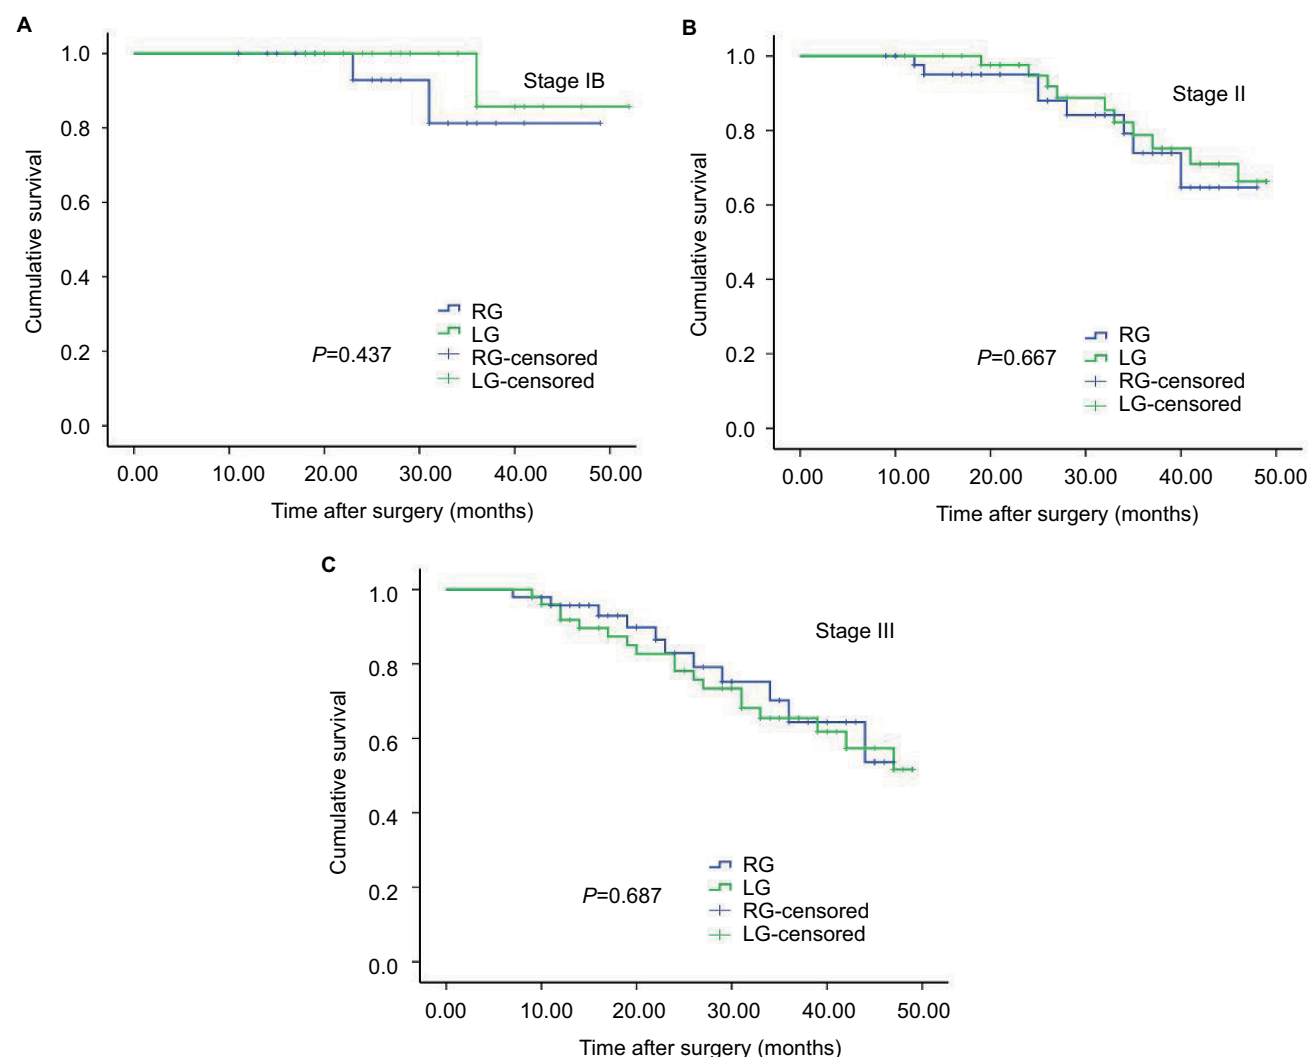 A
Cumulative survival
1.0
0.8
0.6
0.4
0.2
0.0
Stage IB
P=0.437
RG
LG
RG-censored
LG-censored
0.00 10.00 20.00 30.00 40.00 50.00
Time after surgery (months)
B
Cumulative survival
1.0
0.8
0.6
0.4
0.2
0.0
Stage II
P=0.667
RG
LG
RG-censored
LG-censored
0.00 10.00 20.00 30.00 40.00 50.00
Time after surgery (months)
C
Cumulative survival
1.0
0.8
0.6
0.4
0.2
0.0
Stage III
P=0.687
RG
LG
RG-censored
LG-censored
0.00 10.00 20.00 30.00 40.00 50.00
Time after surgery (months)